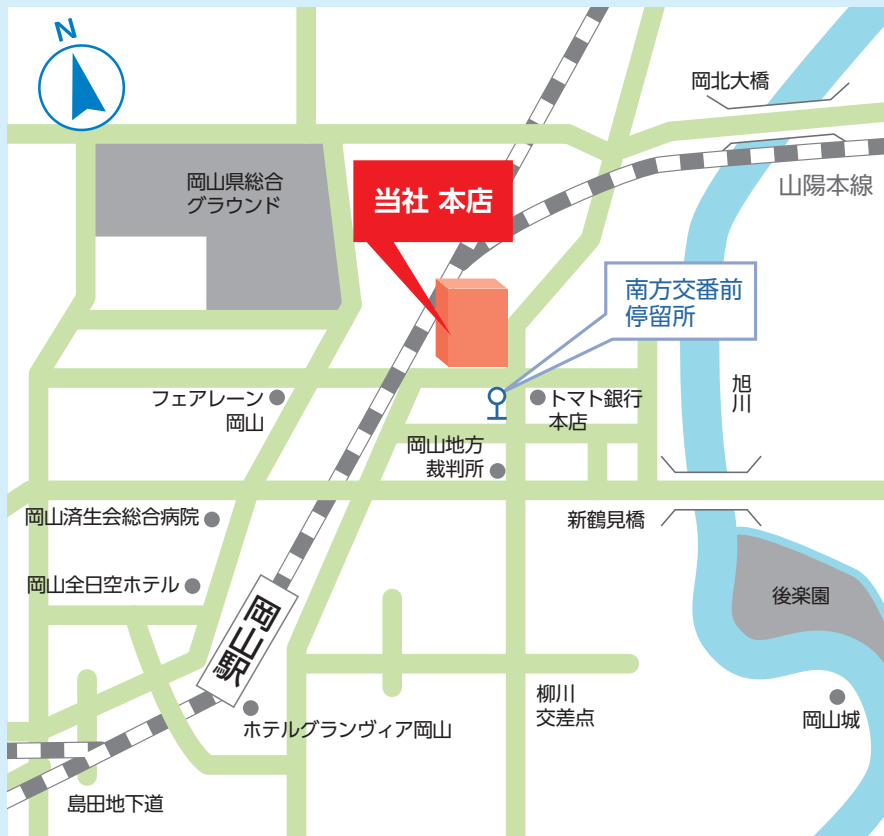 N
岡北大橋
山陽本線
岡山県総合
グラウンド
当社 本店
南方交番前
停留所
フェアレーン
岡山
トマト銀行
本店
旭
川
岡山地方
裁判所
岡山済生会総合病院
新鶴見橋
岡山全日空ホテル
後楽園
岡山駅
柳川
交差点
岡山城
ホテルグランヴィア岡山
島田地下道